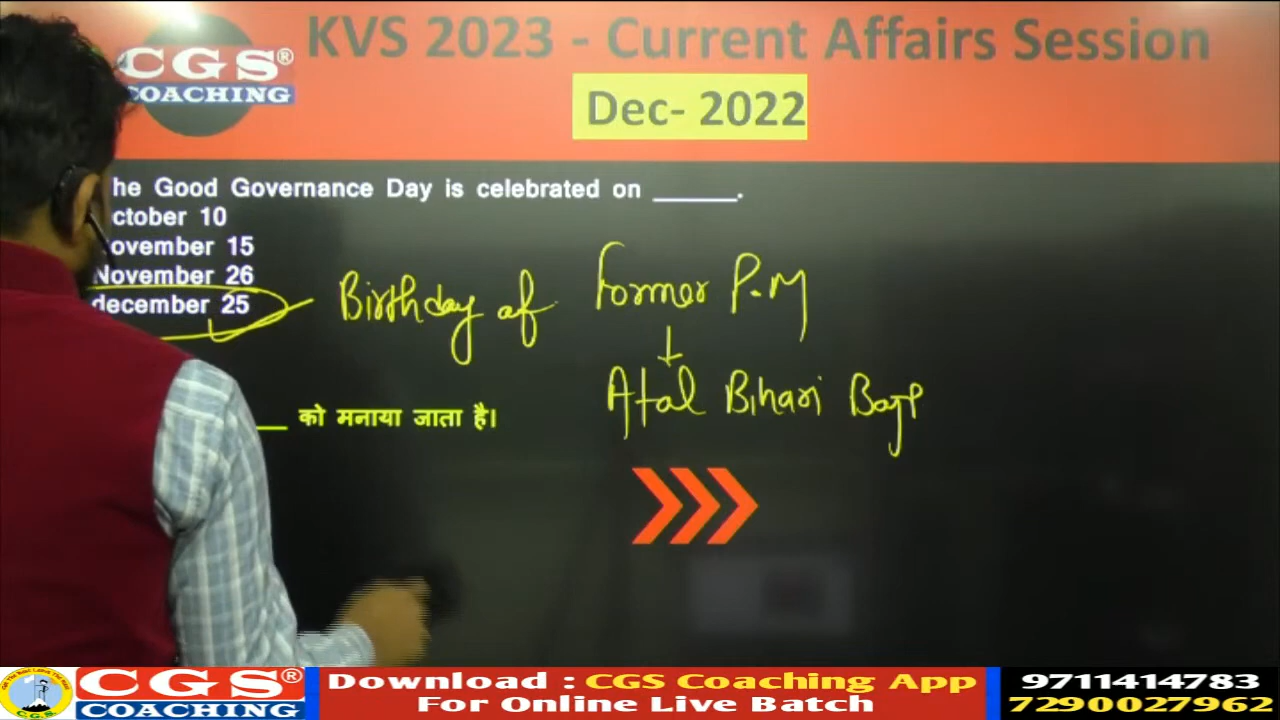 CGS®
COACHING
KVS 2023 - Current Affairs Session
Dec- 2022
he Good Governance Day is celebrated on ______.
ctober 10
ovember 15
November 26
december 25
Birthday of
Former P.M
Atal Bihari Bajp
___ को मनाया जाता है।
C.G.S.
CGS®
COACHING
Download : CGS Coaching App
For Online Live Batch
9711414783
7290027962